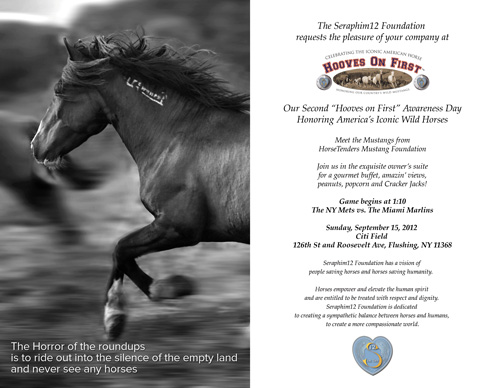 The Horror of the roundups
is to ride out into the silence of the empty land
and never see any horses
The Seraphim12 Foundation
requests the pleasure of your company at
CELEBRATING THE ICONIC AMERICAN HORSE
HOOVES ON FIRST
HONORING OUR COUNTRY'S WILD MUSTANGS
Our Second “Hooves on First” Awareness Day
Honoring America's Iconic Wild Horses
Meet the Mustangs from
HorseTenders Mustang Foundation
Join us in the exquisite owner's suite
for a gourmet buffet, amazin' views,
peanuts, popcorn and Cracker Jacks!
Game begins at 1:10
The NY Mets vs. The Miami Marlins
Sunday, September 15, 2012
Citi Field
126th St and Roosevelt Ave, Flushing, NY 11368
Seraphim12 Foundation has a vision of
people saving horses and horses saving humanity.
Horses empower and elevate the human spirit
and are entitled to be treated with respect and dignity.
Seraphim12 Foundation is dedicated
to creating a sympathetic balance between horses and humans,
to create a more compassionate world.